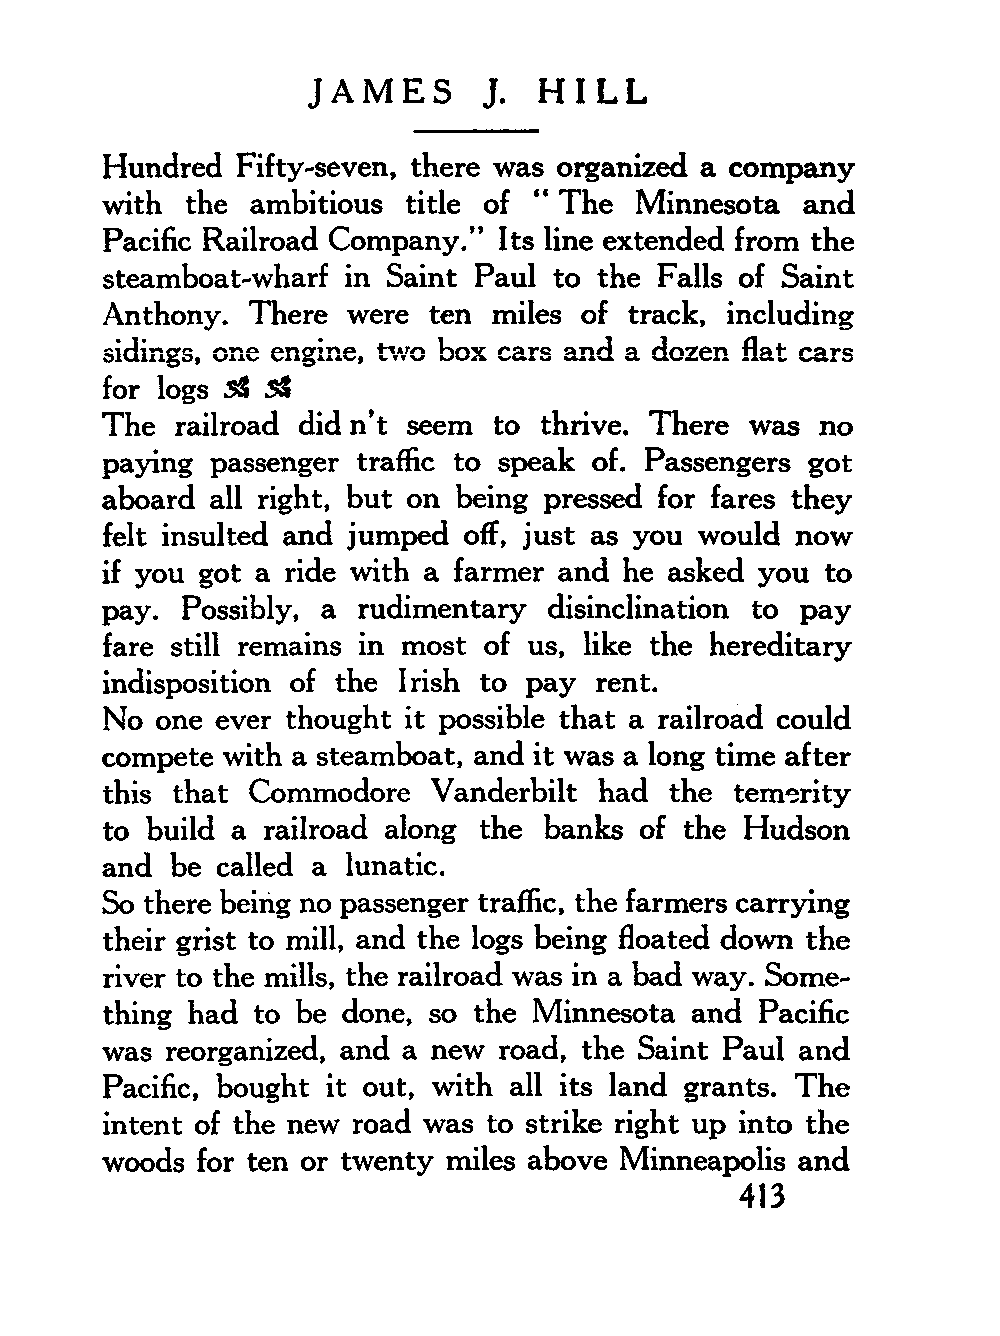 JAMES J. HILL
Hundred Fifty-seven, there was organized a company
with the ambitious title of “ The Minnesota and
Pacific Railroad Company.” Its line extended from the
steamboat-wharf in Saint Paul to the Falls of Saint
Anthony. There were ten miles of track, including
sidings, one engine, two box cars and a dozen flat cars
for logs
The railroad did n't seem to thrive. There was no
paying passenger traffic to speak of. Passengers got
aboard all right, but on being pressed for fares they
felt insulted and jumped off, just as you would now
if you got a ride with a farmer and he asked you to
pay. Possibly, a rudimentary disinclination to pay
fare still remains in most of us, like the hereditary
indisposition of the Irish to pay rent.
No one ever thought it possible that a railroad could
compete with a steamboat, and it was a long time after
this that Commodore Vanderbilt had the temerity
to build a railroad along the banks of the Hudson
and be called a lunatic.
So there being no passenger traffic, the farmers carrying
their grist to mill, and the logs being floated down the
river to the mills, the railroad was in a bad way. Some-
thing had to be done, so the Minnesota and Pacific
was reorganized, and a new road, the Saint Paul and
Pacific, bought it out, with all its land grants. The
intent of the new road was to strike right up into the
woods for ten or twenty miles above Minneapolis and
413